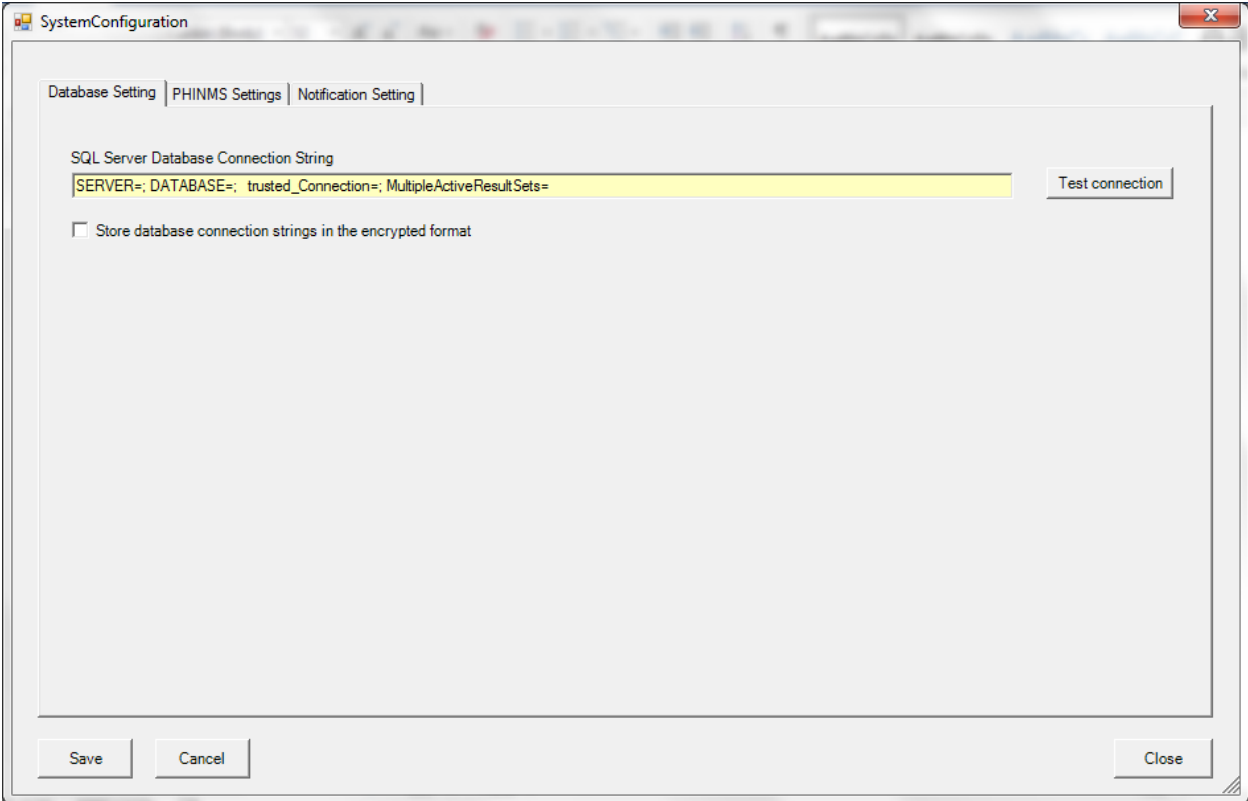 SystemConfiguration
x
Database Setting PHINMS Settings Notification Setting
SQL Server Database Connection String
SERVER=; DATABASE=;  trusted_Connection=; MultipleActiveResultSets=
Test connection
Store database connection strings in the encrypted format
Save Cancel Close